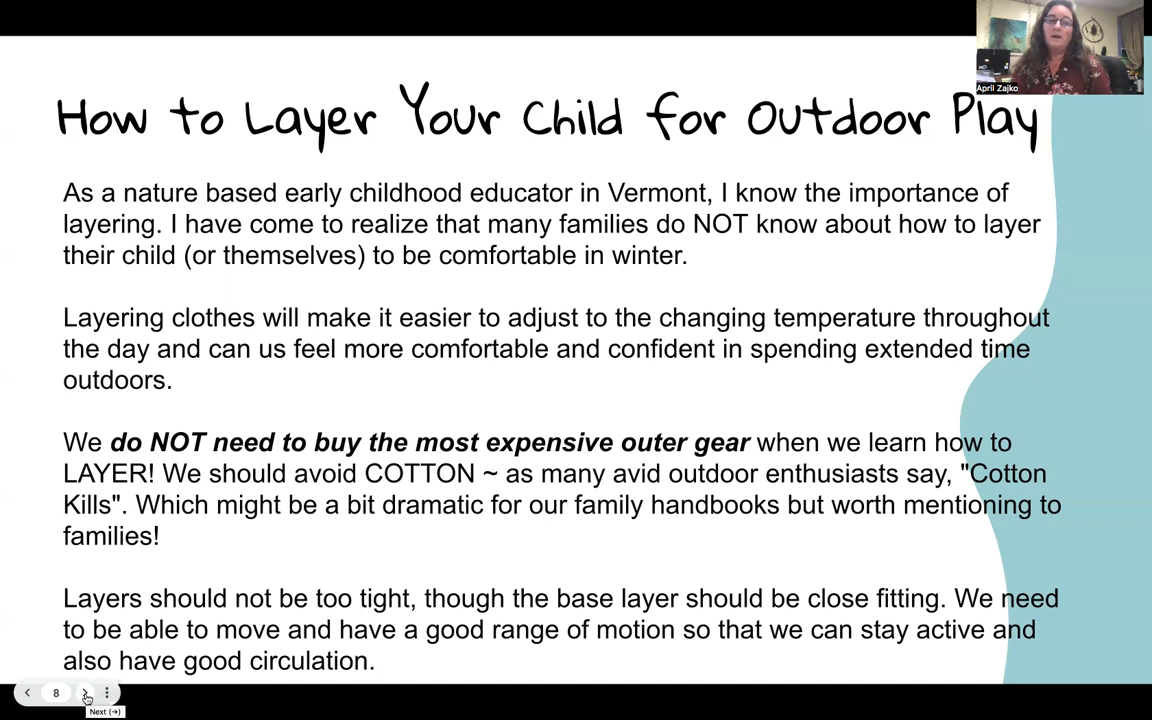 April Zajko
How to Layer Your Child for Outdoor Play
As a nature based early childhood educator in Vermont, I know the importance of
layering. I have come to realize that many families do NOT know about how to layer
their child (or themselves) to be comfortable in winter.
Layering clothes will make it easier to adjust to the changing temperature throughout
the day and can us feel more comfortable and confident in spending extended time
outdoors.
We do NOT need to buy the most expensive outer gear when we learn how to
LAYER! We should avoid COTTON ~ as many avid outdoor enthusiasts say, "Cotton
Kills". Which might be a bit dramatic for our family handbooks but worth mentioning to
families!
Layers should not be too tight, though the base layer should be close fitting. We need
to be able to move and have a good range of motion so that we can stay active and
also have good circulation.
8
Next (→)